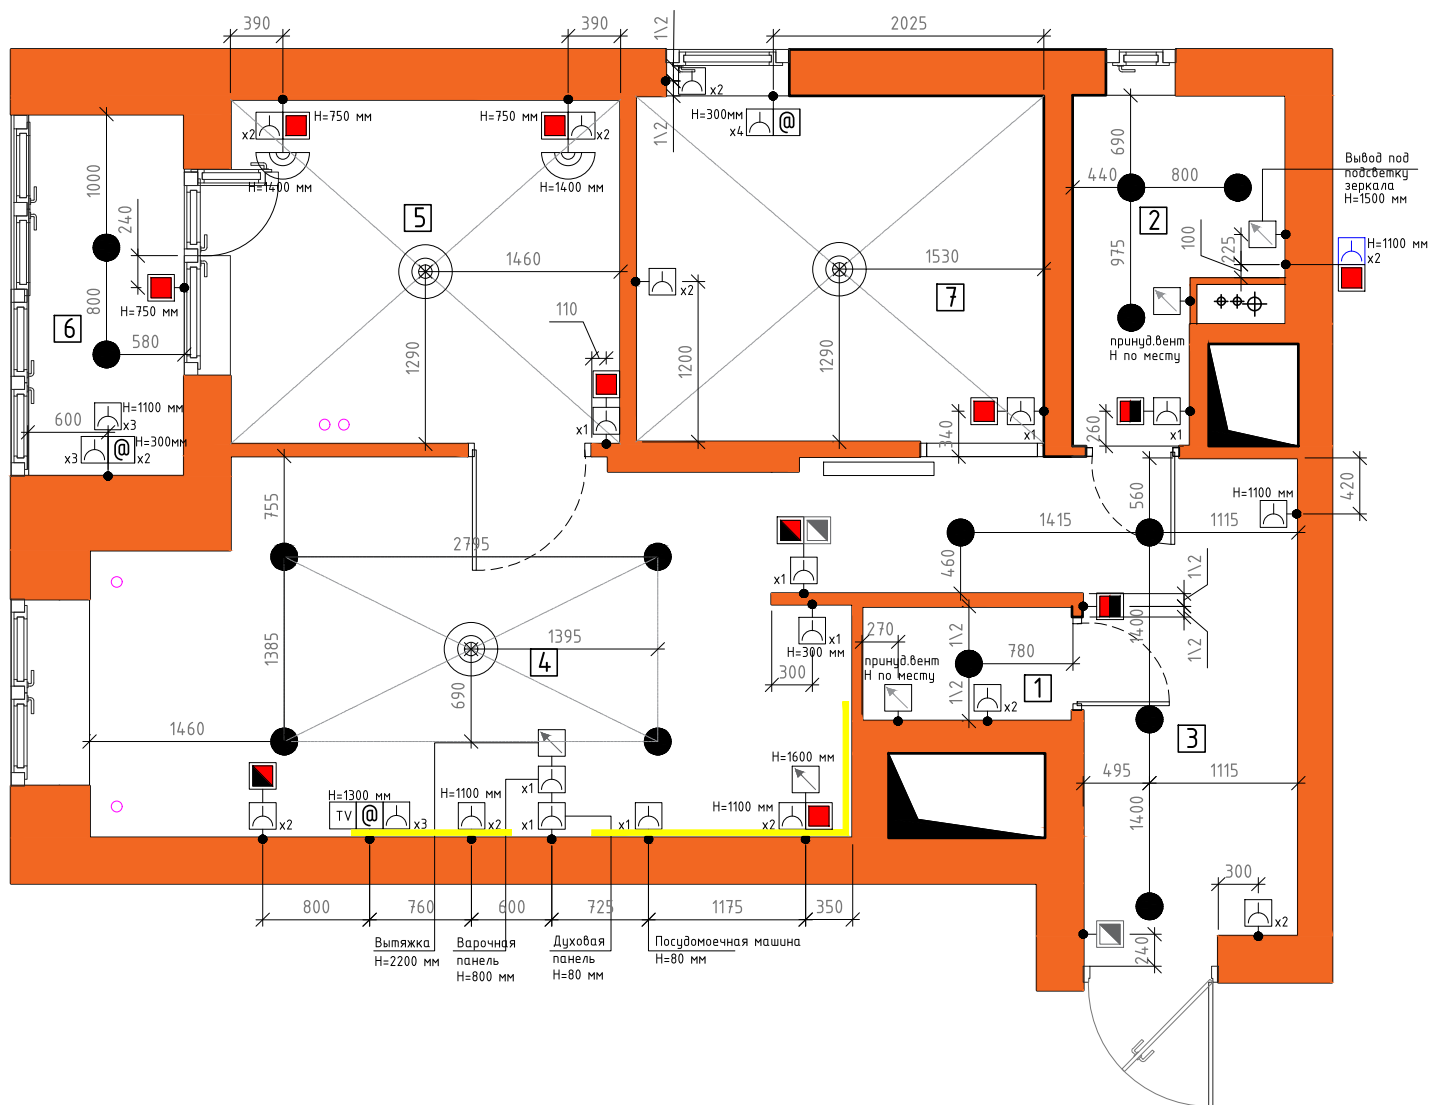 390
390
1\2
2025
x2
H=750 мм
H=750 мм
x2
x2
H=300мм
x4
@
1\2
690
Вывод под
подсветку
зеркала
H=1500 мм
1000
H=1400 мм
H=1400 мм
440
800
240
5
2
975
100
225
H=1100 мм
x2
1460
1530
x2
7
800
H=750 мм
110
6
580
1290
1200
1290
принуд.вент
Н по месту
H=1100 мм
600
x3
x1
340
x1
260
x1
H=300мм
x3
@
x2
755
560
H=1100 мм
420
2795
1415
1115
x1
460
1\2
1385
1395
4
x1
H=300 мм
270
принуд.вент
Н по месту
1\2
780
1400
1\2
300
1\2
1
x2
690
1460
3
H=1600 мм
495
1115
H=1300 мм
H=1100 мм
x1
H=1100 мм
x2
TV
@
x3
x2
x1
x1
x2
1400
800
760
600
725
1175
350
300
x2
Вытяжка
H=2200 мм
Варочная
панель
H=800 мм
Духовая
панель
H=80 мм
Посудомоечная машина
H=80 мм
240